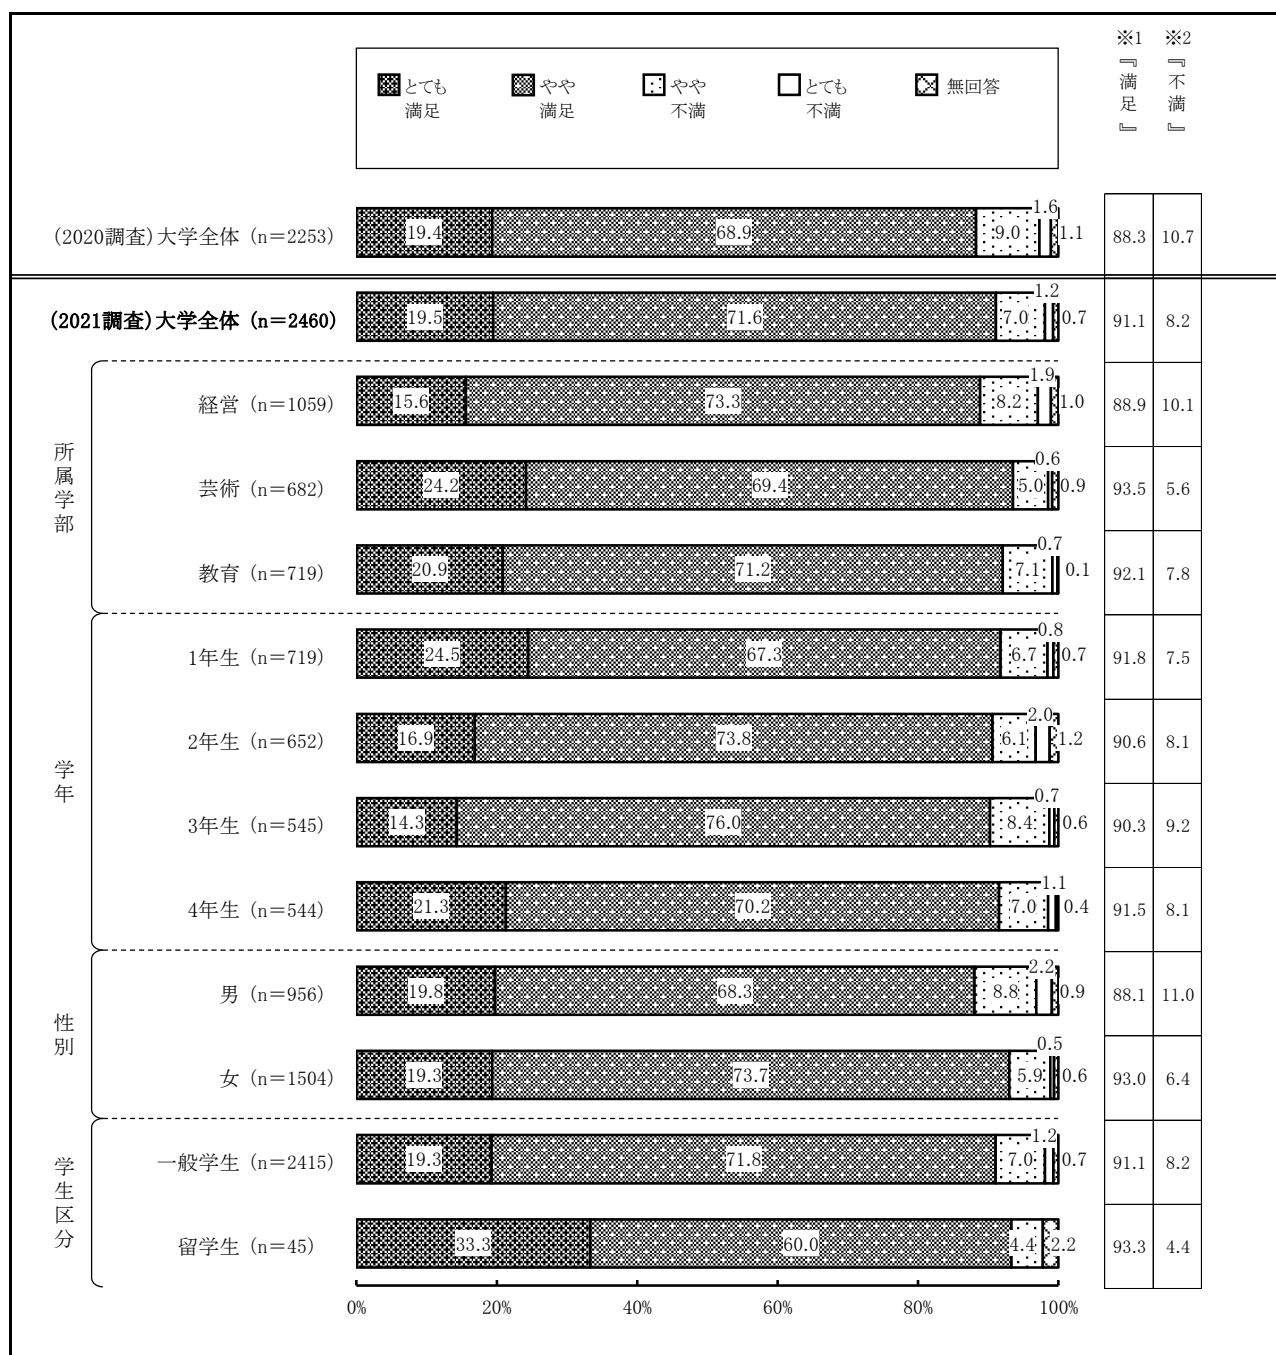 ※1 ※2
『満足』 『不満』
とても満足 やや満足 やや不満 とても不満 無回答
(2020調査)大学全体 (n=2253) 19.4 68.9 9.0 1.6 1.1 88.3 10.7
(2021調査)大学全体 (n=2460) 19.5 71.6 7.0 1.2 0.7 91.1 8.2
所属学部
経営 (n=1059) 15.6 73.3 8.2 1.9 1.0 88.9 10.1
芸術 (n=682) 24.2 69.4 5.0 0.6 0.9 93.5 5.6
教育 (n=719) 20.9 71.2 7.1 0.7 0.1 92.1 7.8
学年
1年生 (n=719) 24.5 67.3 6.7 0.8 0.7 91.8 7.5
2年生 (n=652) 16.9 73.8 6.1 2.0 1.2 90.6 8.1
3年生 (n=545) 14.3 76.0 8.4 0.7 0.6 90.3 9.2
4年生 (n=544) 21.3 70.2 7.0 1.1 0.4 91.5 8.1
性別
男 (n=956) 19.8 68.3 8.8 2.2 0.9 88.1 11.0
女 (n=1504) 19.3 73.7 5.9 0.5 0.6 93.0 6.4
学生区分
一般学生 (n=2415) 19.3 71.8 7.0 1.2 0.7 91.1 8.2
留学生 (n=45) 33.3 60.0 4.4 2.2 93.3 4.4
0% 20% 40% 60% 80% 100%